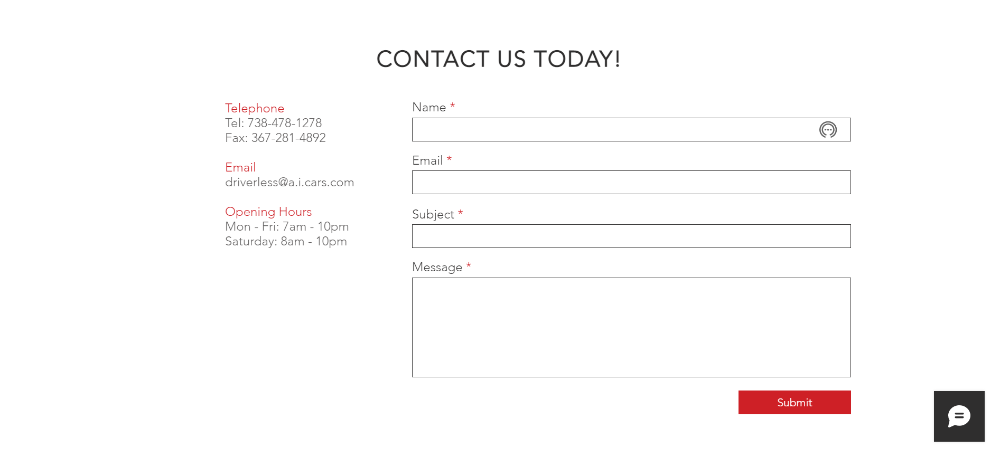 CONTACT US TODAY!
Telephone
Tel: 738-478-1278
Fax: 367-281-4892
Email
driverless@a.i.cars.com
Opening Hours
Mon - Fri: 7am - 10pm
Saturday: 8am - 10pm
Name *
Email *
Subject *
Message *
Submit